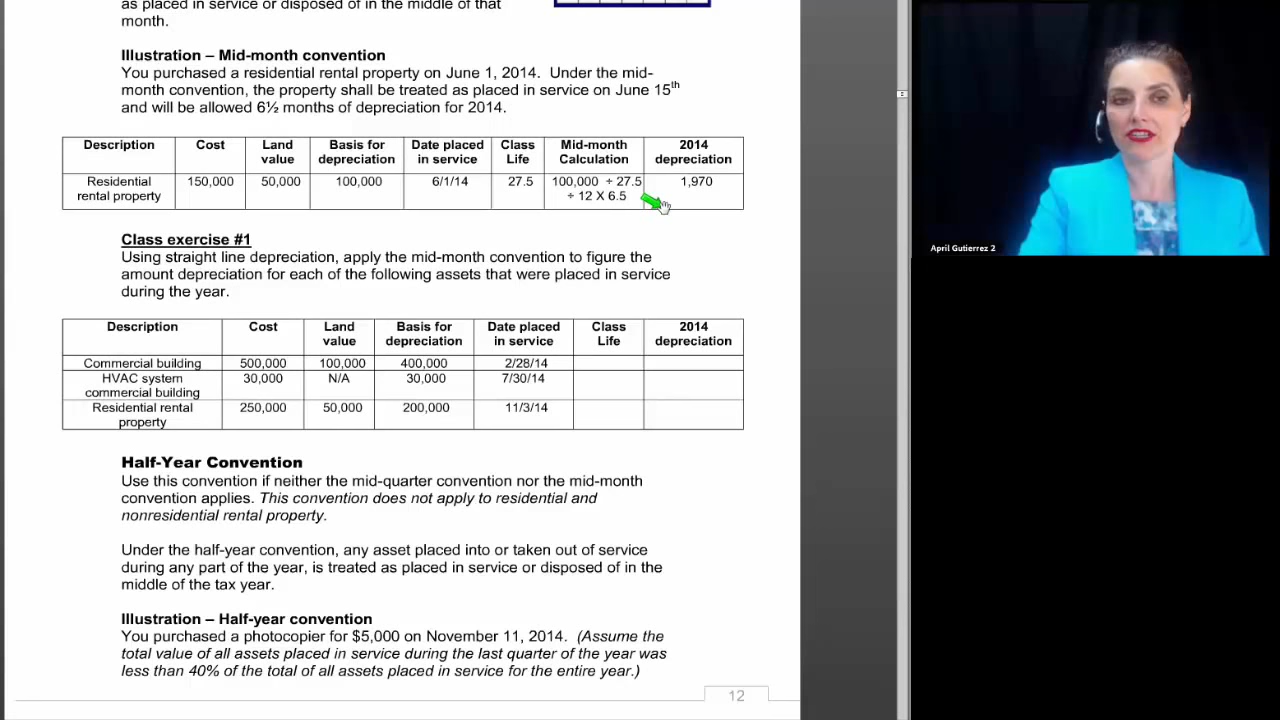 as placed in service or disposed of in the middle of that
month.
Illustration – Mid-month convention
You purchased a residential rental property on June 1, 2014.  Under the mid-
month convention, the property shall be treated as placed in service on June 15th
and will be allowed 6½ months of depreciation for 2014.
Description Cost Land value Basis for depreciation Date placed in service Class Life Mid-month Calculation 2014 depreciation
Residential rental property 150,000 50,000 100,000 6/1/14 27.5 100,000 ÷ 27.5 ÷ 12 X 6.5 1,970
Class exercise #1
Using straight line depreciation, apply the mid-month convention to figure the
amount depreciation for each of the following assets that were placed in service
during the year.
Description Cost Land value Basis for depreciation Date placed in service Class Life 2014 depreciation
Commercial building 500,000 100,000 400,000 2/28/14
HVAC system commercial building 30,000 N/A 30,000 7/30/14
Residential rental property 250,000 50,000 200,000 11/3/14
Half-Year Convention
Use this convention if neither the mid-quarter convention nor the mid-month
convention applies. This convention does not apply to residential and
nonresidential rental property.
Under the half-year convention, any asset placed into or taken out of service
during any part of the year, is treated as placed in service or disposed of in the
middle of the tax year.
Illustration – Half-year convention
You purchased a photocopier for $5,000 on November 11, 2014.  (Assume the
total value of all assets placed in service during the last quarter of the year was
less than 40% of the total of all assets placed in service for the entire year.)
12
April Gutierrez 2